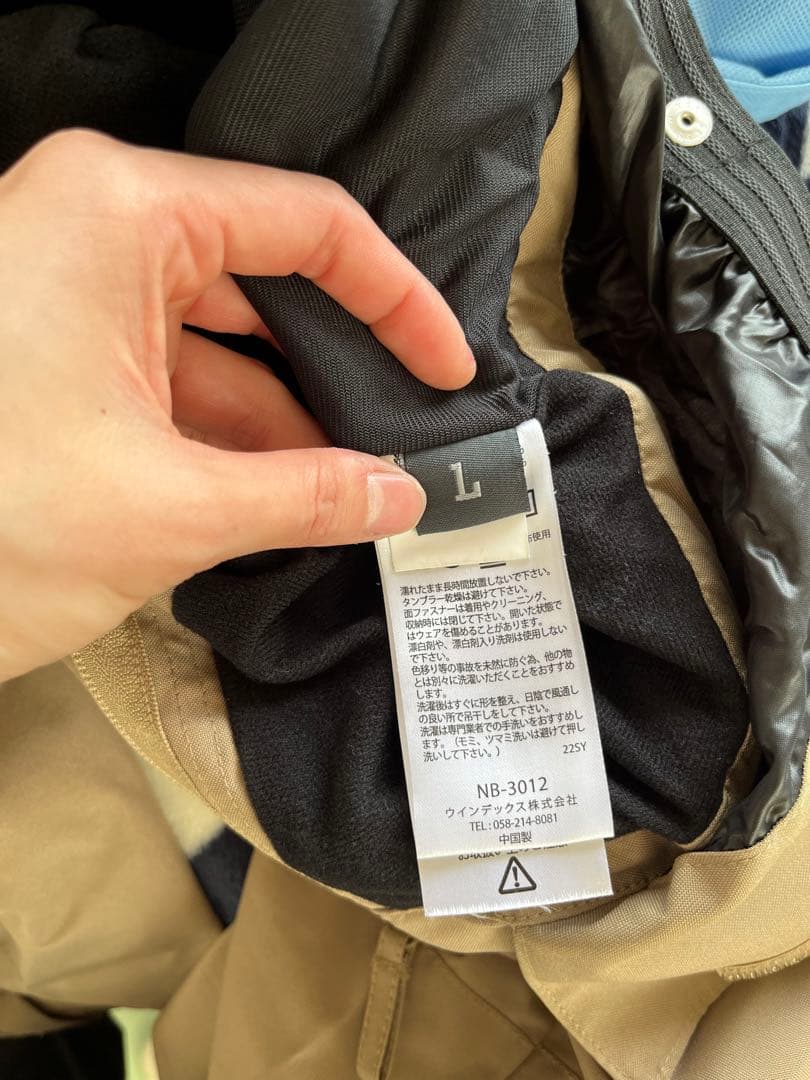 L
使用
濡れたまま長時間放置しないで下さい。
タンブラー乾燥は避けて下さい。
面ファスナーは着用やクリーニング、
収納時には閉じて下さい。開いた状態で
はウェアを傷めることがあります。
漂白剤や、漂白剤入り洗剤は使用しない
で下さい。
色移り等の事故を未然に防ぐ為、他の物
とは別々に洗濯いただくことをおすすめ
します。
洗濯後はすぐに形を整え、日陰で風通し
の良い所で吊干しをして下さい。
洗濯は専門業者での手洗いをおすすめし
ます。(モミ、ツマミ洗いは避けて押し
洗いして下さい。)
22SY
NB-3012
ウインデックス株式会社
TEL: 058-214-8081
中国製